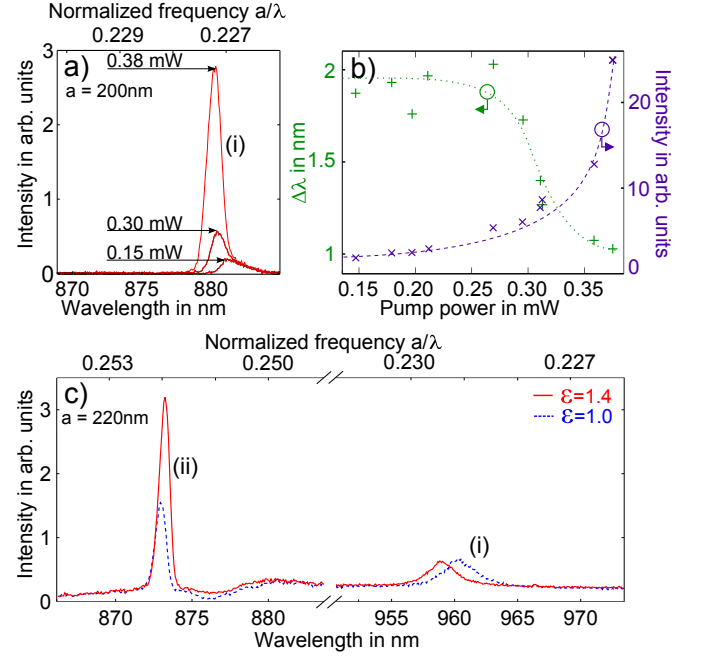 Normalized frequency a/λ
0.229 0.227
3
2
1
0
Intensity in arb. units
a)
0.38 mW
a = 200nm
(i)
0.30 mW
0.15 mW
870 875 880
Wavelength in nm
b)
2
1.5
1
Δλ in nm
20
10
0
Intensity in arb. units
0.15 0.20 0.25 0.30 0.35
Pump power in mW
Normalized frequency a/λ
0.253 0.250 0.230 0.227
3
2
1
0
Intensity in arb. units
c)
a = 220nm
(ii)
(i)
ε=1.4
ε=1.0
870 875 880 955 960 965 970
Wavelength in nm